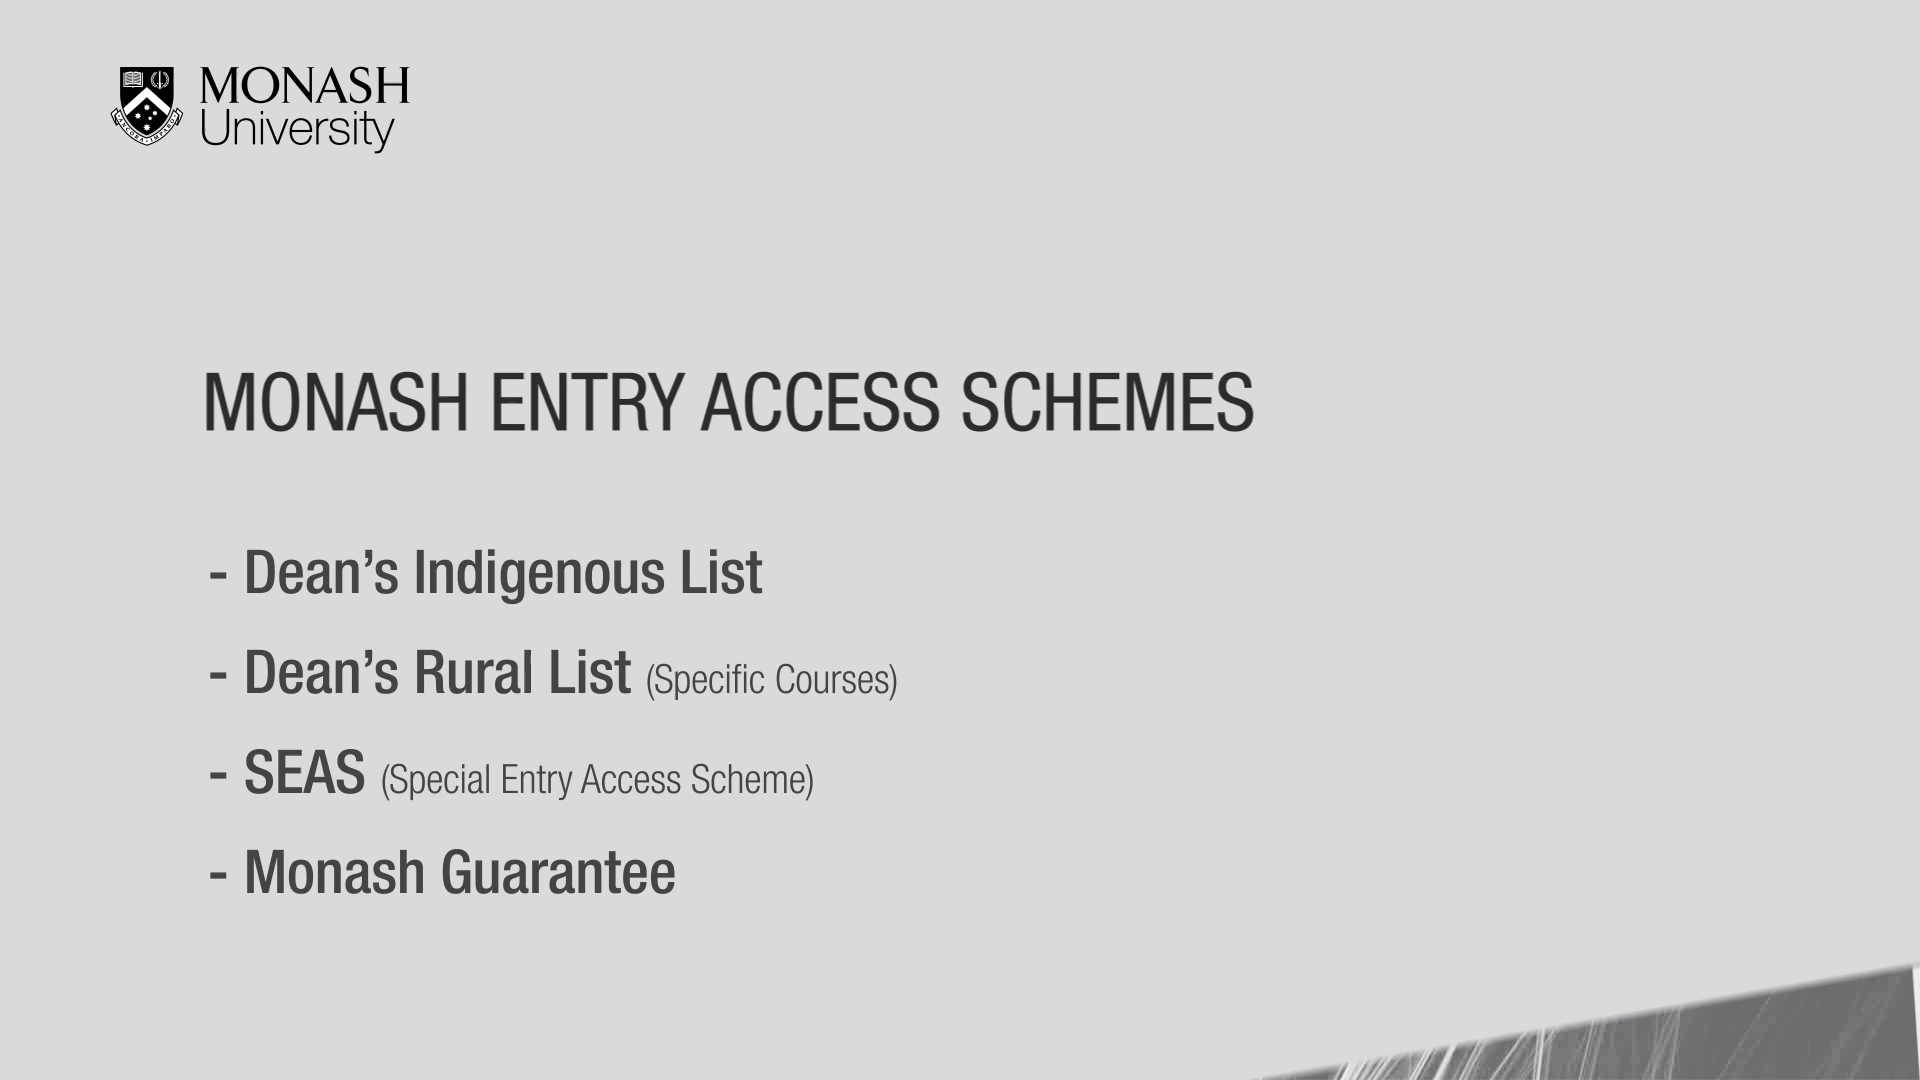 MONASH
University
MONASH ENTRY ACCESS SCHEMES
- Dean’s Indigenous List
- Dean’s Rural List (Specific Courses)
- SEAS (Special Entry Access Scheme)
- Monash Guarantee